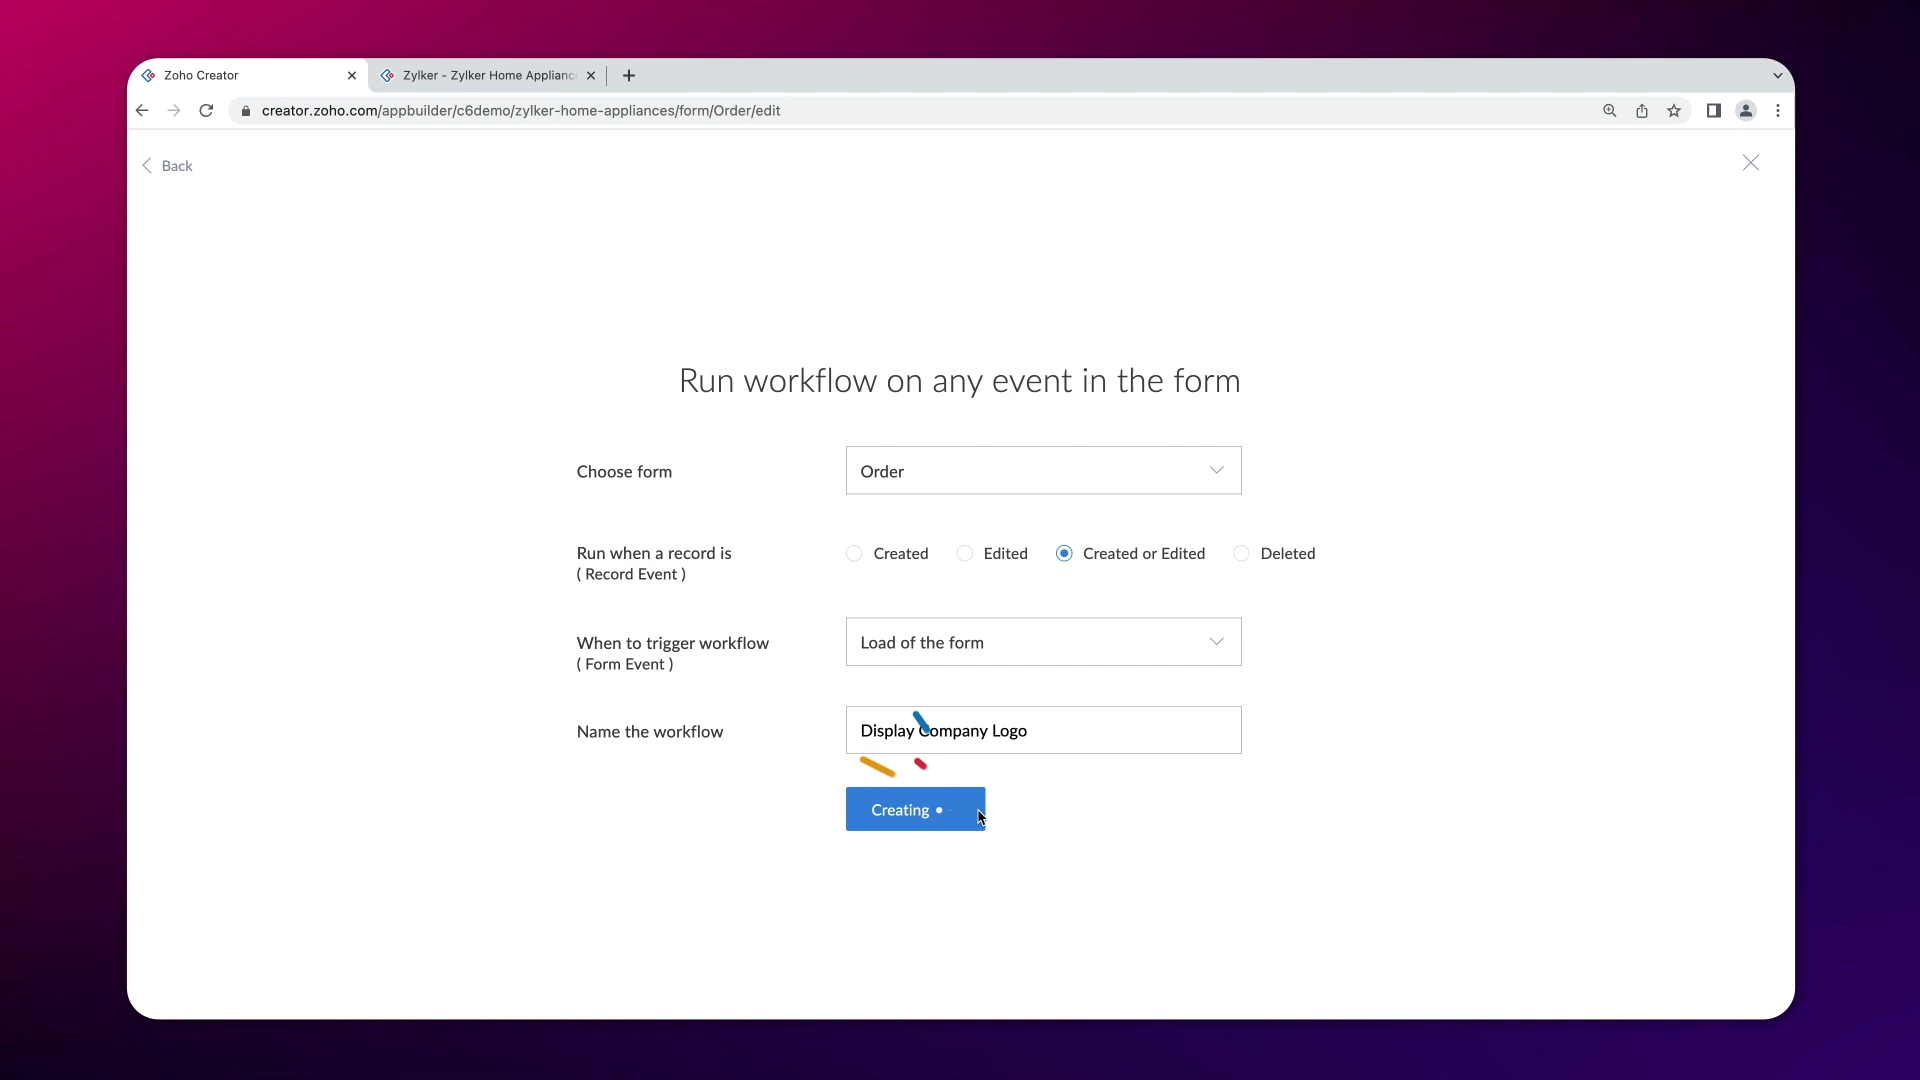 Zoho Creator
Zylker - Zylker Home Applianc
creator.zoho.com/appbuilder/c6demo/zylker-home-appliances/form/Order/edit
Back
Run workflow on any event in the form
Choose form
Order
Run when a record is
( Record Event )
Created
Edited
Created or Edited
Deleted
When to trigger workflow
( Form Event )
Load of the form
Name the workflow
Display Company Logo
Creating